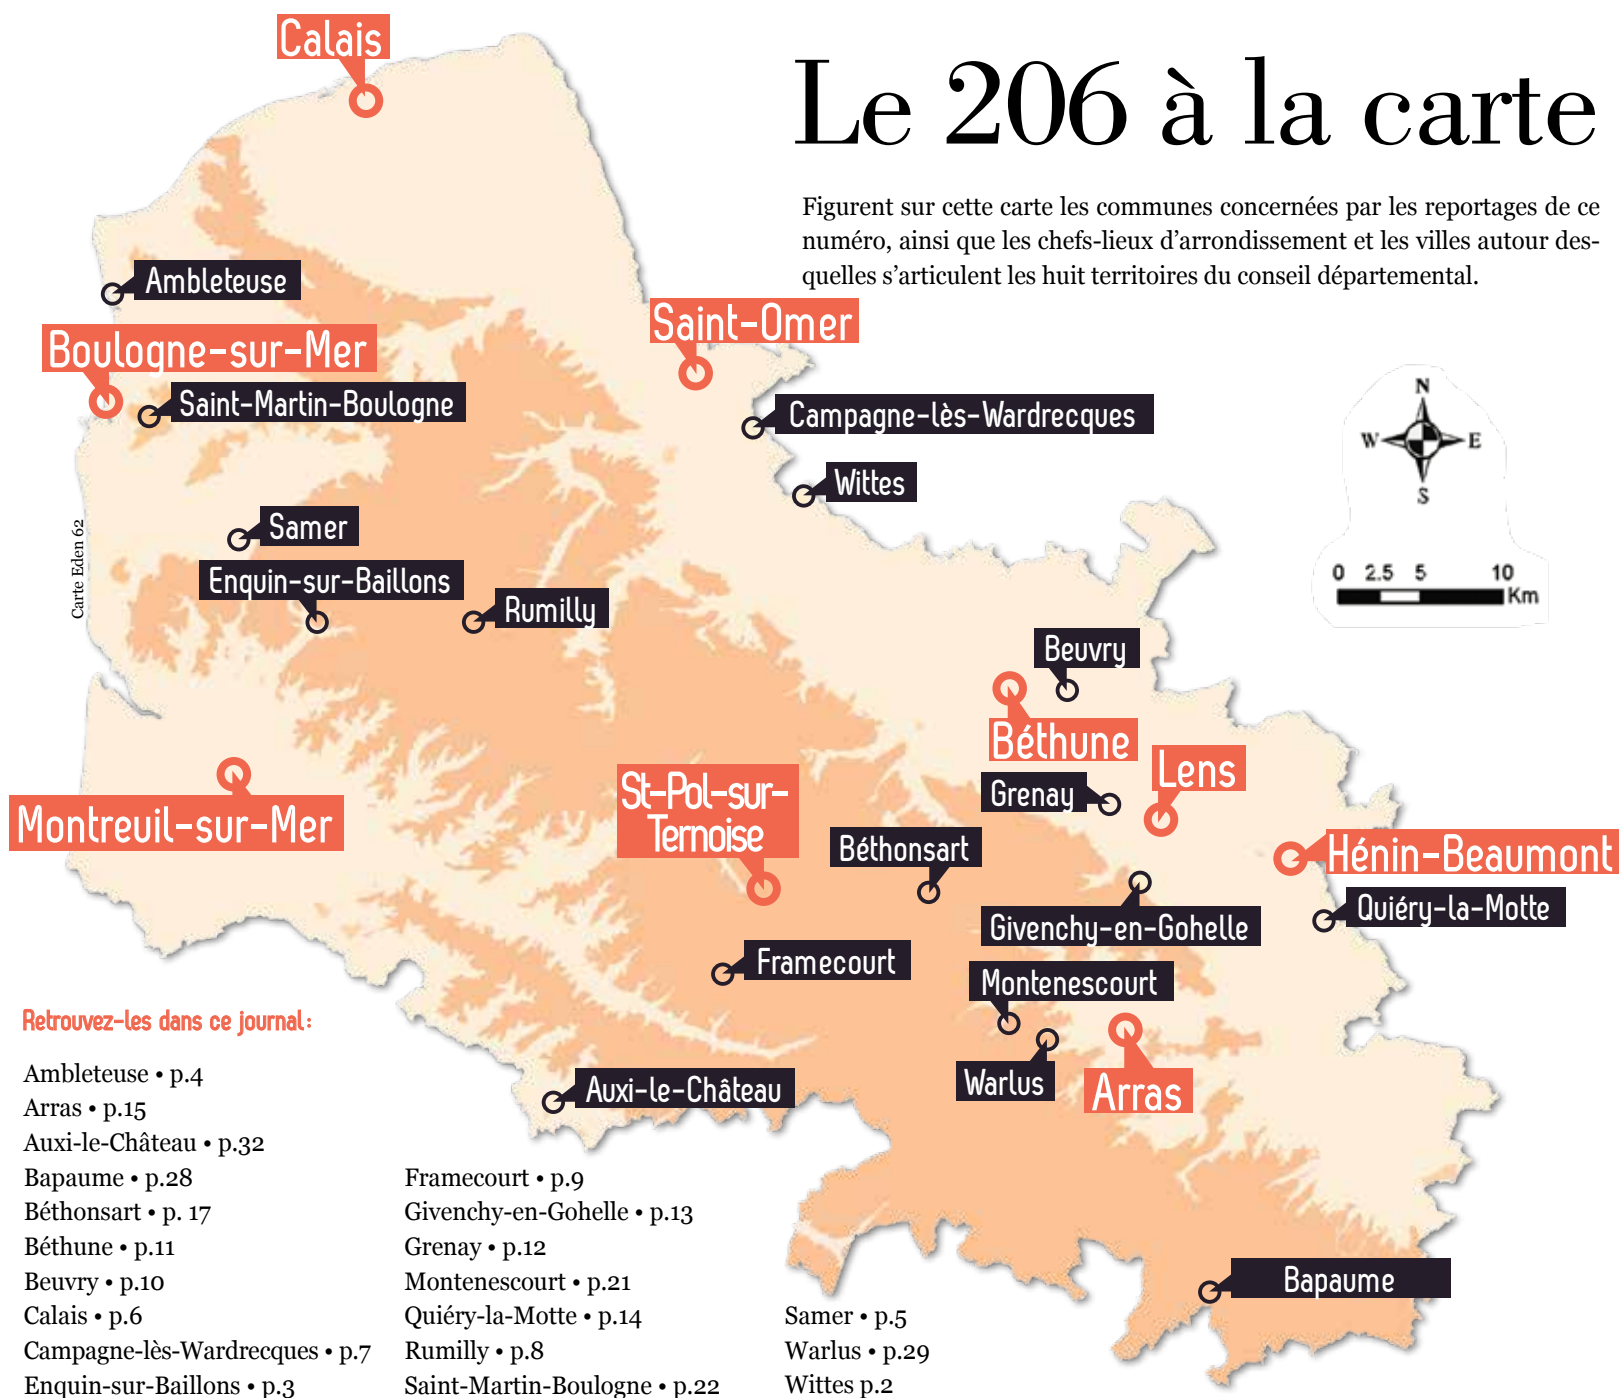 Le 206 à la carte
Figurent sur cette carte les communes concernées par les reportages de ce
numéro, ainsi que les chefs-lieux d'arrondissement et les villes autour des-
quelles s'articulent les huit territoires du conseil départemental.
Calais
Ambleteuse
Boulogne-sur-Mer
Saint-Martin-Boulogne
Saint-Omer
Campagne-lès-Wardrecques
Wittes
N
W
E
S
0 2.5 5 10
Km
Samer
Enquin-sur-Baillons
Rumilly
Carte Eden 62
Beuvry
Béthune
Lens
Grenay
Montreuil-sur-Mer
St-Pol-sur-
Ternoise
Béthonsart
Hénin-Beaumont
Quiéry-la-Motte
Givenchy-en-Gohelle
Framecourt
Montenescourt
Warlus
Arras
Auxi-le-Château
Bapaume
Retrouvez-les dans ce journal:
Ambleteuse • p.4
Arras • p.15
Auxi-le-Château • p.32
Bapaume • p.28
Béthonsart • p. 17
Béthune • p.11
Beuvry • p.10
Calais • p.6
Campagne-lès-Wardrecques • p.7
Enquin-sur-Baillons • p.3
Framecourt • p.9
Givenchy-en-Gohelle • p.13
Grenay • p.12
Montenescourt • p.21
Quiéry-la-Motte • p.14
Rumilly • p.8
Saint-Martin-Boulogne • p.22
Samer • p.5
Warlus • p.29
Wittes p.2